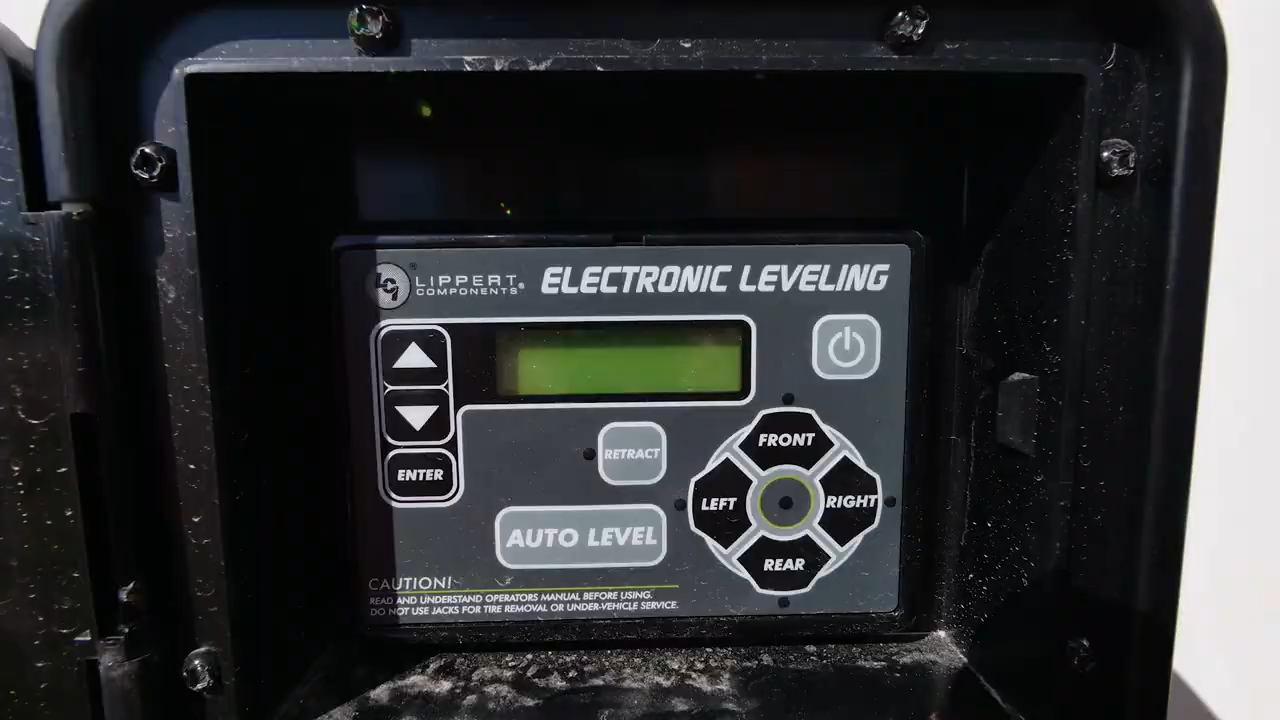 LCI LIPPERT COMPONENTS® ELECTRONIC LEVELING
ENTER
RETRACT
AUTO LEVEL
FRONT
LEFT
RIGHT
REAR
CAUTION!
READ AND UNDERSTAND OPERATORS MANUAL BEFORE USING.
DO NOT USE JACKS FOR TIRE REMOVAL OR UNDER-VEHICLE SERVICE.